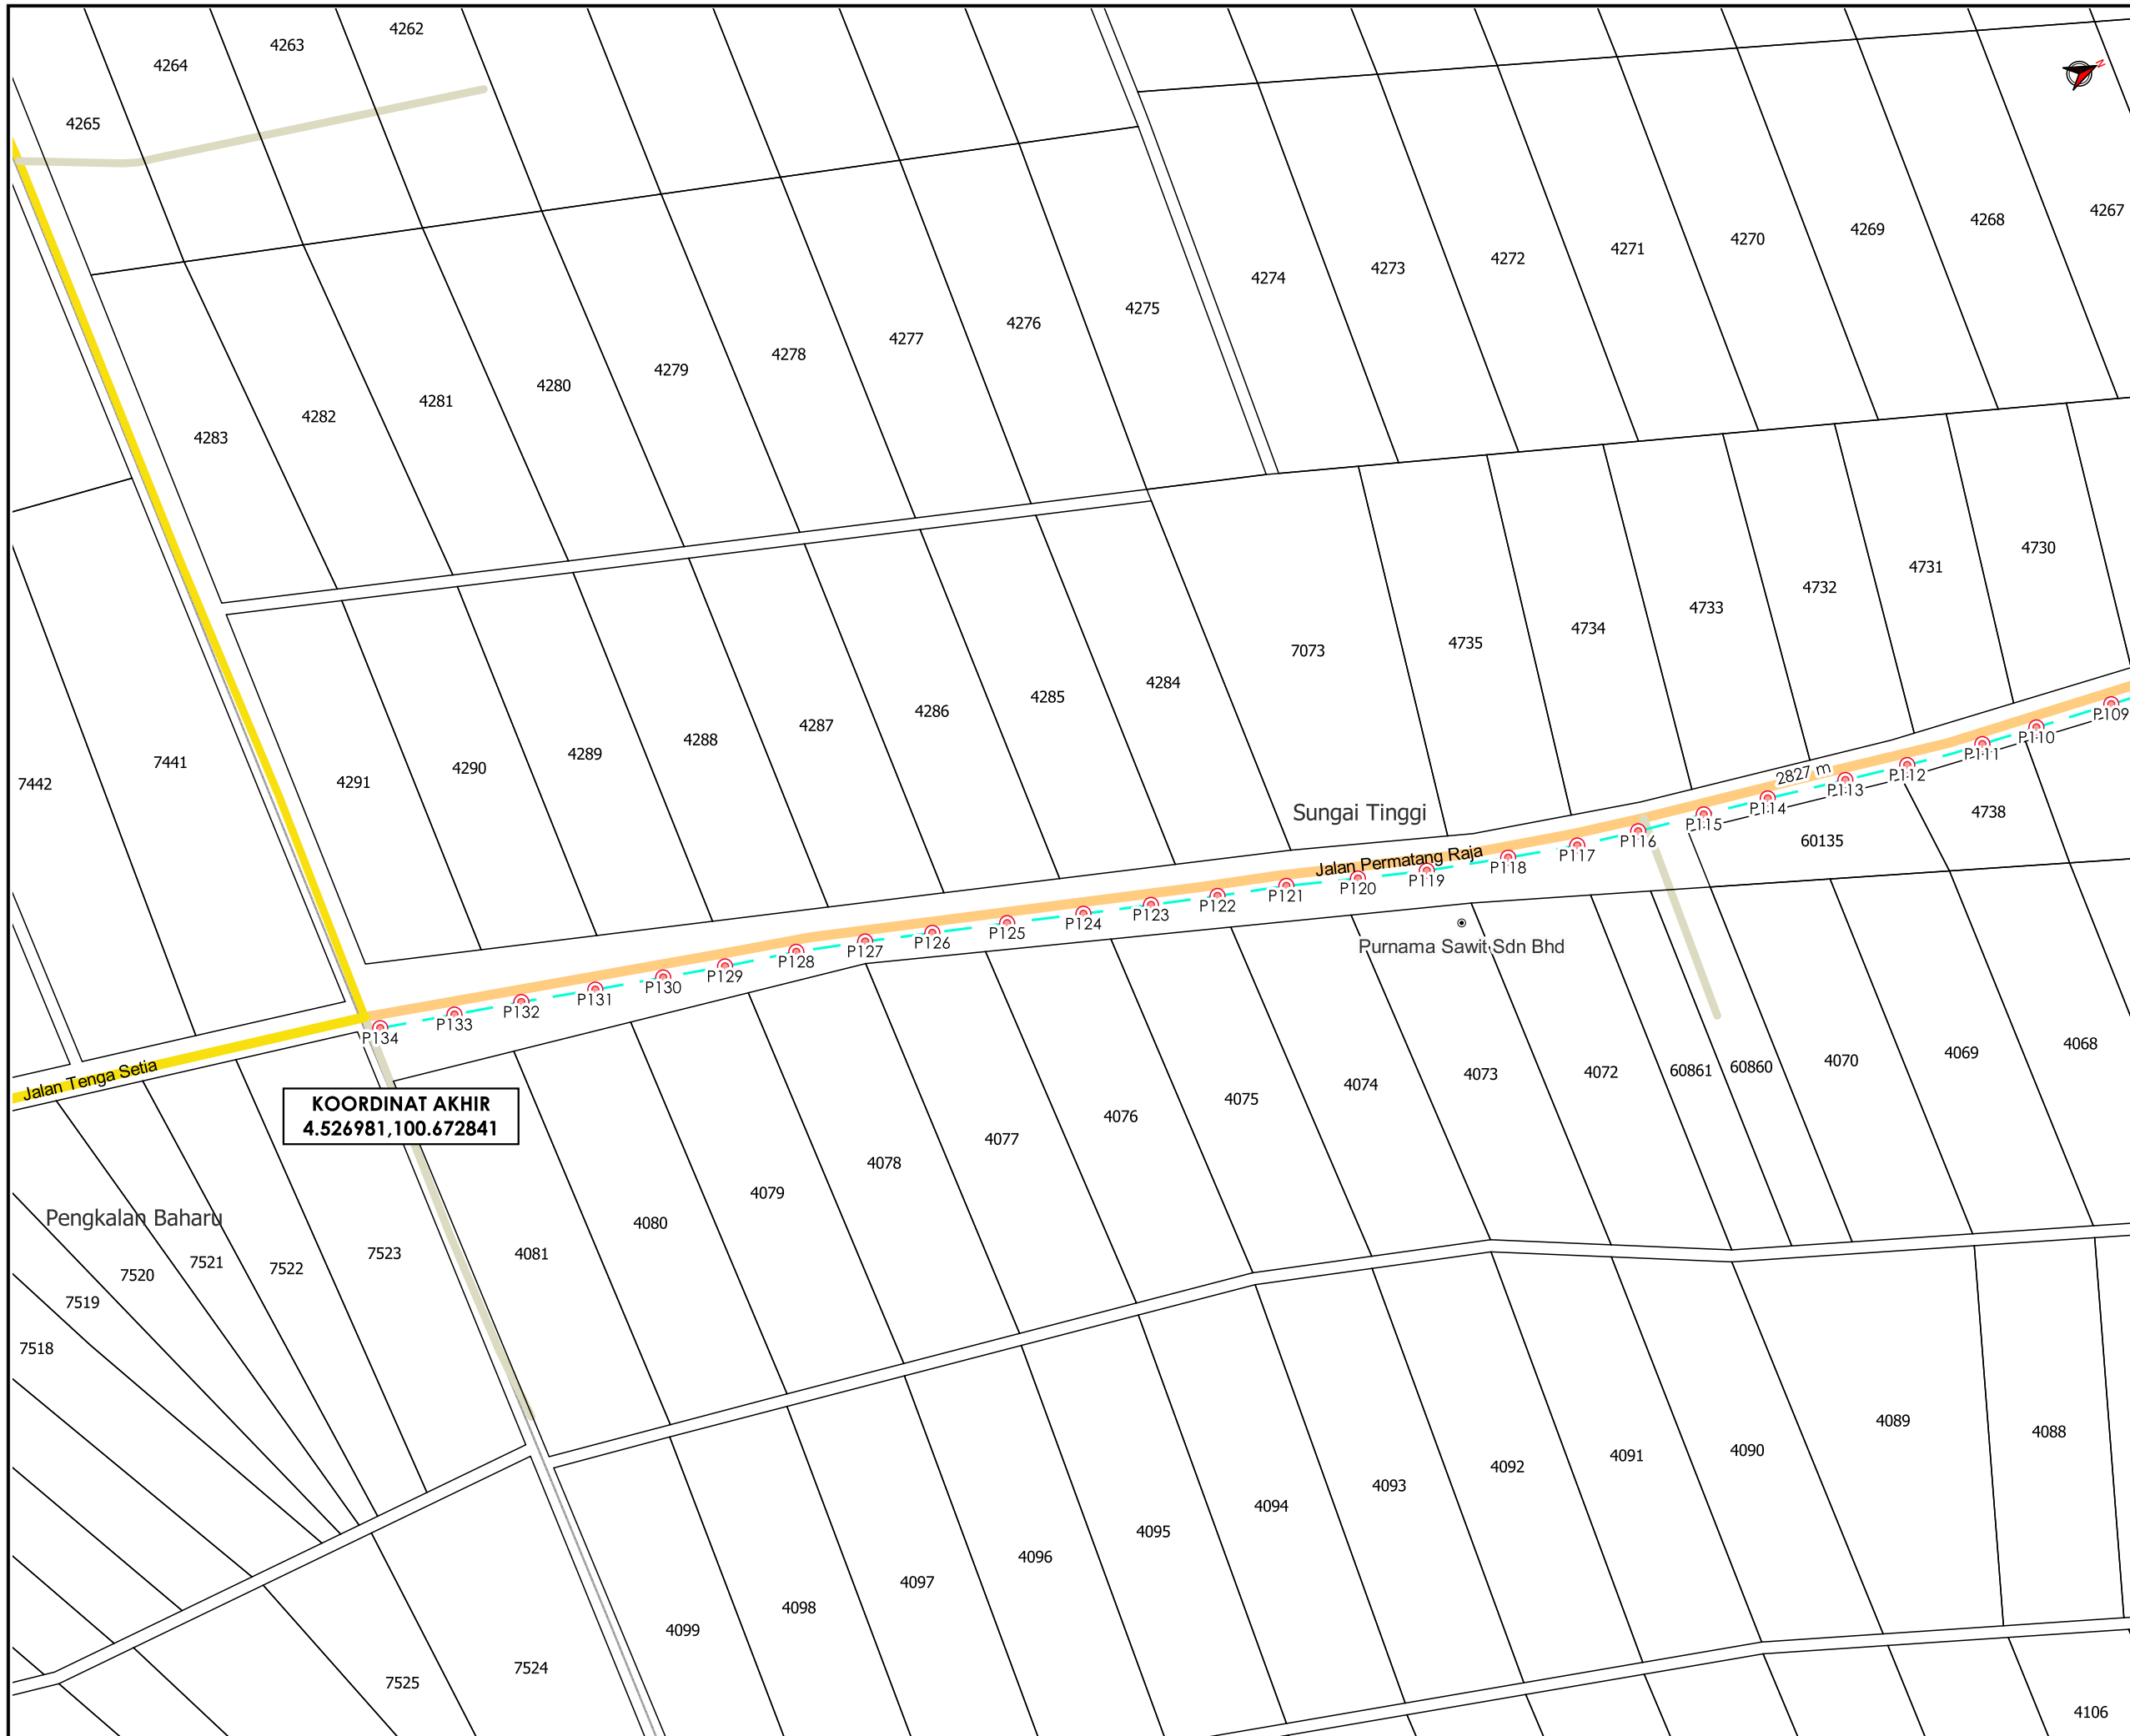 4262
4263
4264
4265
N
4267
4268
4269
4270
4271
4272
4273
4274
4275
4276
4277
4278
4279
4280
4281
4282
4283
4730
4731
4732
4733
4734
4735
7073
4284
4285
4286
4287
4288
4289
4290
4291
7441
7442
Sungai Tinggi
2827 m
Jalan Permatang Raja
P109
P110
P111
P112
P113
P114
P115
P116
P117
P118
P119
P120
P121
P122
P123
P124
P125
P126
P127
P128
P129
P130
P131
P132
P133
P134
4738
60135
Purnama Sawit Sdn Bhd
Jalan Tenga Setia
KOORDINAT AKHIR
4.526981,100.672841
4068
4069
4070
60860
60861
4072
4073
4074
4075
4076
4077
4078
4079
4080
4081
Pengkalan Baharu
7523
7522
7521
7520
7519
7518
4088
4089
4090
4091
4092
4093
4094
4095
4096
4097
4098
4099
7524
7525
4106